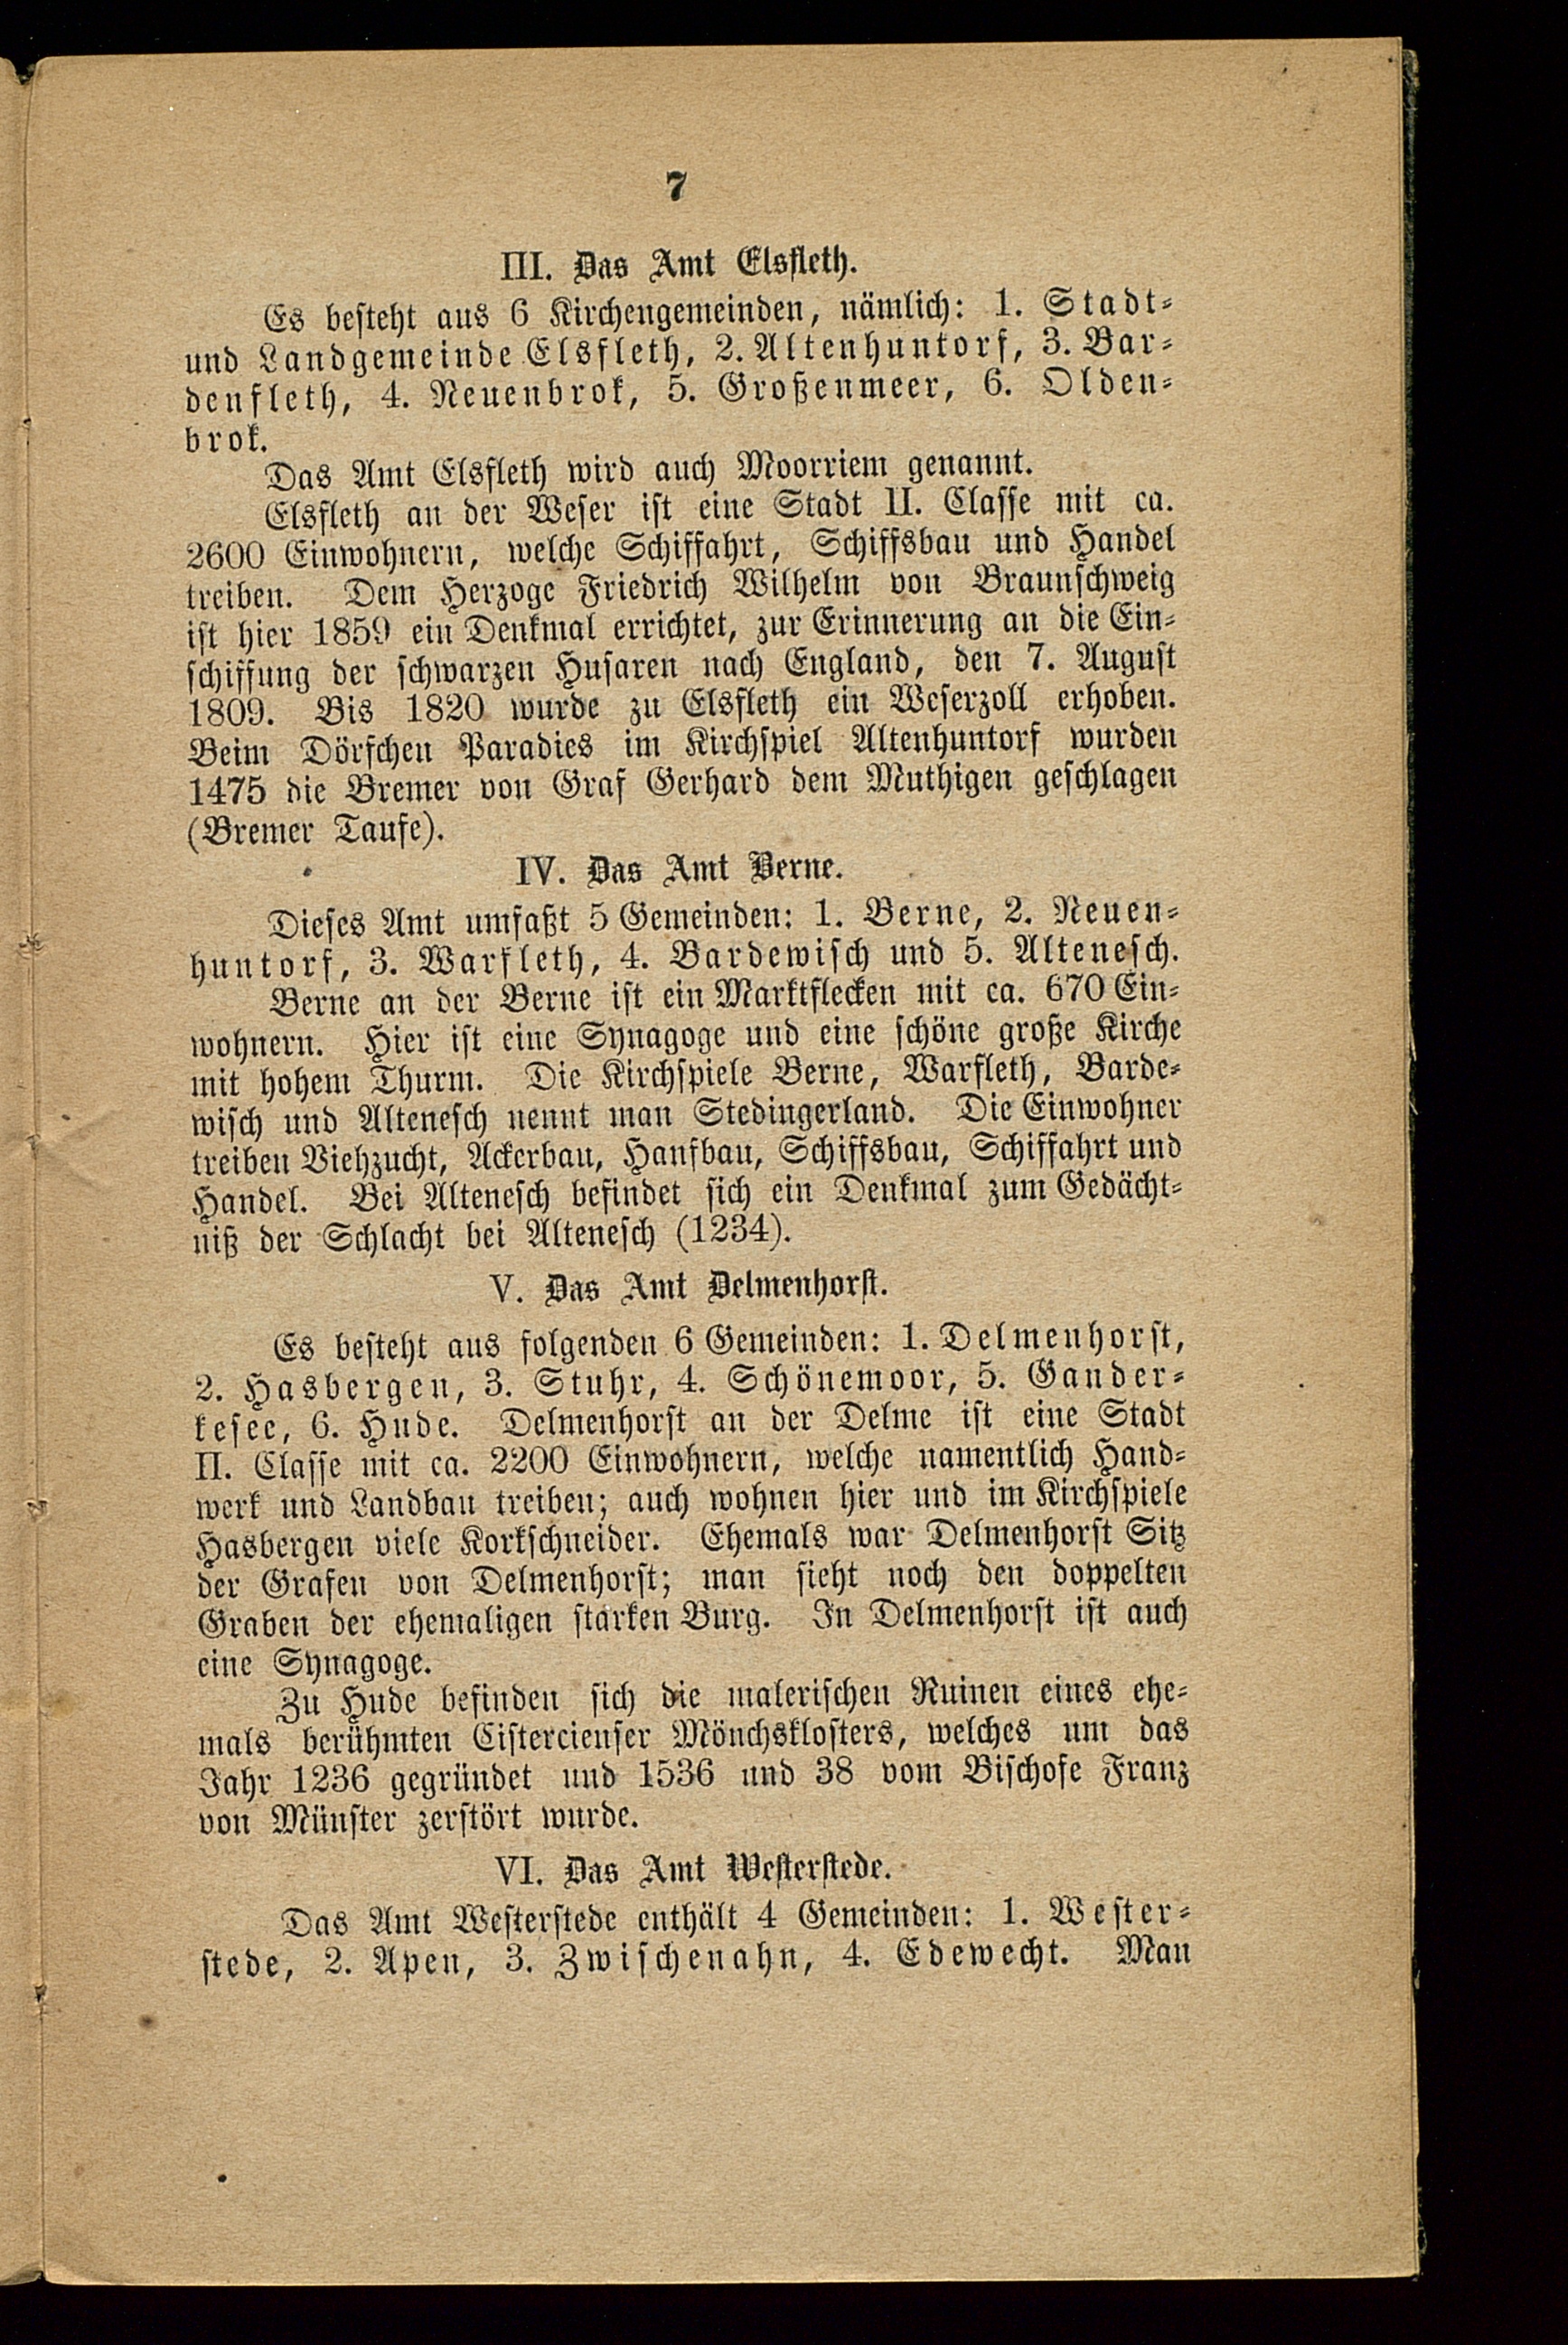 7
III. Das Amt Elsfleth.
Es besteht aus 6 Kirchengemeinden, nämlich: 1. Stadt-
und Landgemeinde Elsfleth, 2. Altenhuntorf, 3. Bar-
denfleth, 4. Neuenbrok, 5. Großenmeer, 6. Olden-
brok.
Das Amt Elsfleth wird auch Moorriem genannt.
Elsfleth an der Weser ist eine Stadt II. Classe mit ca.
2600 Einwohnern, welche Schiffahrt, Schiffsbau und Handel
treiben. Dem Herzoge Friedrich Wilhelm von Braunschweig
ist hier 1859 ein Denkmal errichtet, zur Erinnerung an die Ein-
schiffung der schwarzen Husaren nach England, den 7. August
1809. Bis 1820 wurde zu Elsfleth ein Weserzoll erhoben.
Beim Dörfchen Paradies im Kirchspiel Altenhuntorf wurden
1475 die Bremer von Graf Gerhard dem Muthigen geschlagen
(Bremer Taufe).
IV. Das Amt Berne.
Dieses Amt umfaßt 5 Gemeinden: 1. Berne, 2. Neuen-
huntorf, 3. Warfleth, 4. Bardewisch und 5. Altenesch.
Berne an der Berne ist ein Marktflecken mit ca. 670 Ein-
wohnern. Hier ist eine Synagoge und eine schöne große Kirche
mit hohem Thurm. Die Kirchspiele Berne, Warfleth, Barde-
wisch und Altenesch nennt man Stedingerland. Die Einwohner
treiben Viehzucht, Ackerbau, Hanfbau, Schiffsbau, Schiffahrt und
Handel. Bei Altenesch befindet sich ein Denkmal zum Gedächt-
niß der Schlacht bei Altenesch (1234).
V. Das Amt Delmenhorst.
Es besteht aus folgenden 6 Gemeinden: 1. Delmenhorst,
2. Hasbergen, 3. Stuhr, 4. Schönemoor, 5. Gander-
kesee, 6. Hude. Delmenhorst an der Delme ist eine Stadt
II. Classe mit ca. 2200 Einwohnern, welche namentlich Hand-
werk und Landbau treiben; auch wohnen hier und im Kirchspiele
Hasbergen viele Korkschneider. Ehemals war Delmenhorst Sitz
der Grafen von Delmenhorst; man sieht noch den doppelten
Graben der ehemaligen starken Burg. In Delmenhorst ist auch
eine Synagoge.
Zu Hude befinden sich die malerischen Ruinen eines ehe-
mals berühmten Cistercienser Mönchsklosters, welches um das
Jahr 1236 gegründet und 1536 und 38 vom Bischofe Franz
von Münster zerstört wurde.
VI. Das Amt Westerstede.
Das Amt Westerstede enthält 4 Gemeinden: 1. Wester-
stede, 2. Apen, 3. Zwischenahn, 4. Edewecht. Man